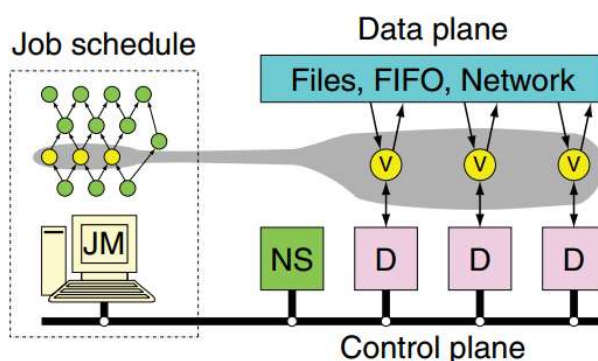 Job schedule
Data plane
Files, FIFO, Network
V V V
JM
NS D D D
Control plane